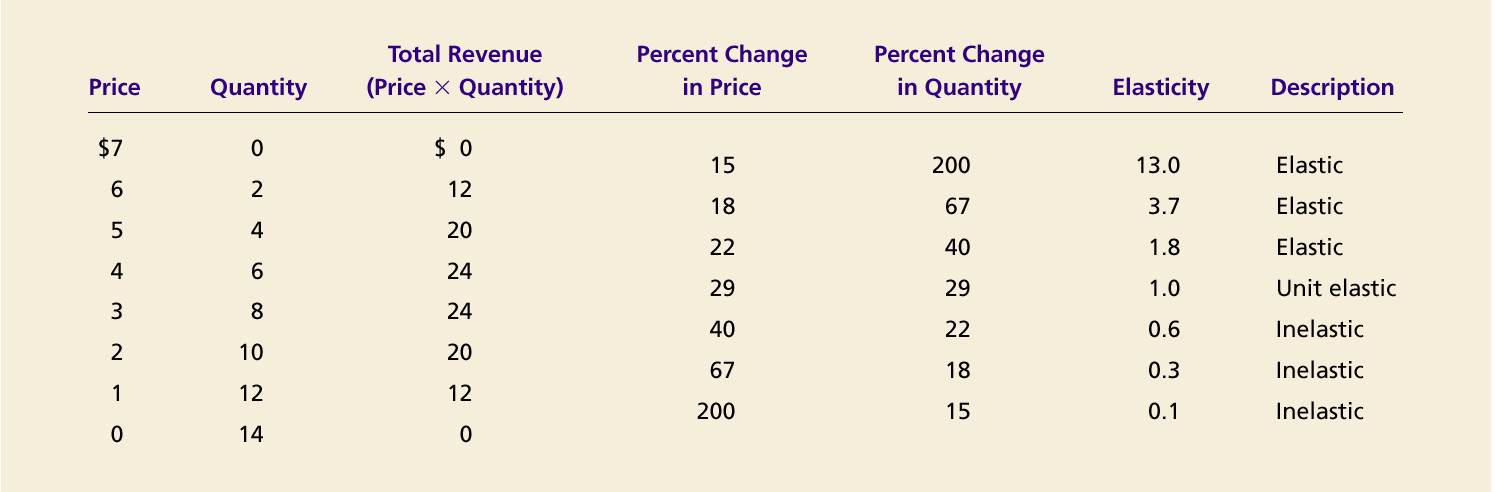 Total Revenue Percent Change Percent Change
Price Quantity (Price × Quantity) in Price in Quantity Elasticity Description
$7 0 $ 0
15 200 13.0 Elastic
6 2 12
18 67 3.7 Elastic
5 4 20
22 40 1.8 Elastic
4 6 24
29 29 1.0 Unit elastic
3 8 24
40 22 0.6 Inelastic
2 10 20
67 18 0.3 Inelastic
1 12 12
200 15 0.1 Inelastic
0 14 0